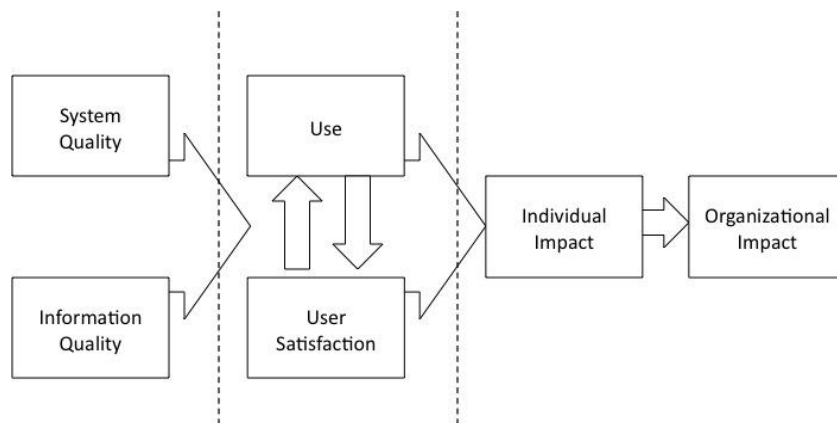 System
Quality
Use
Individual
Impact
Organizational
Impact
Information
Quality
User
Satisfaction